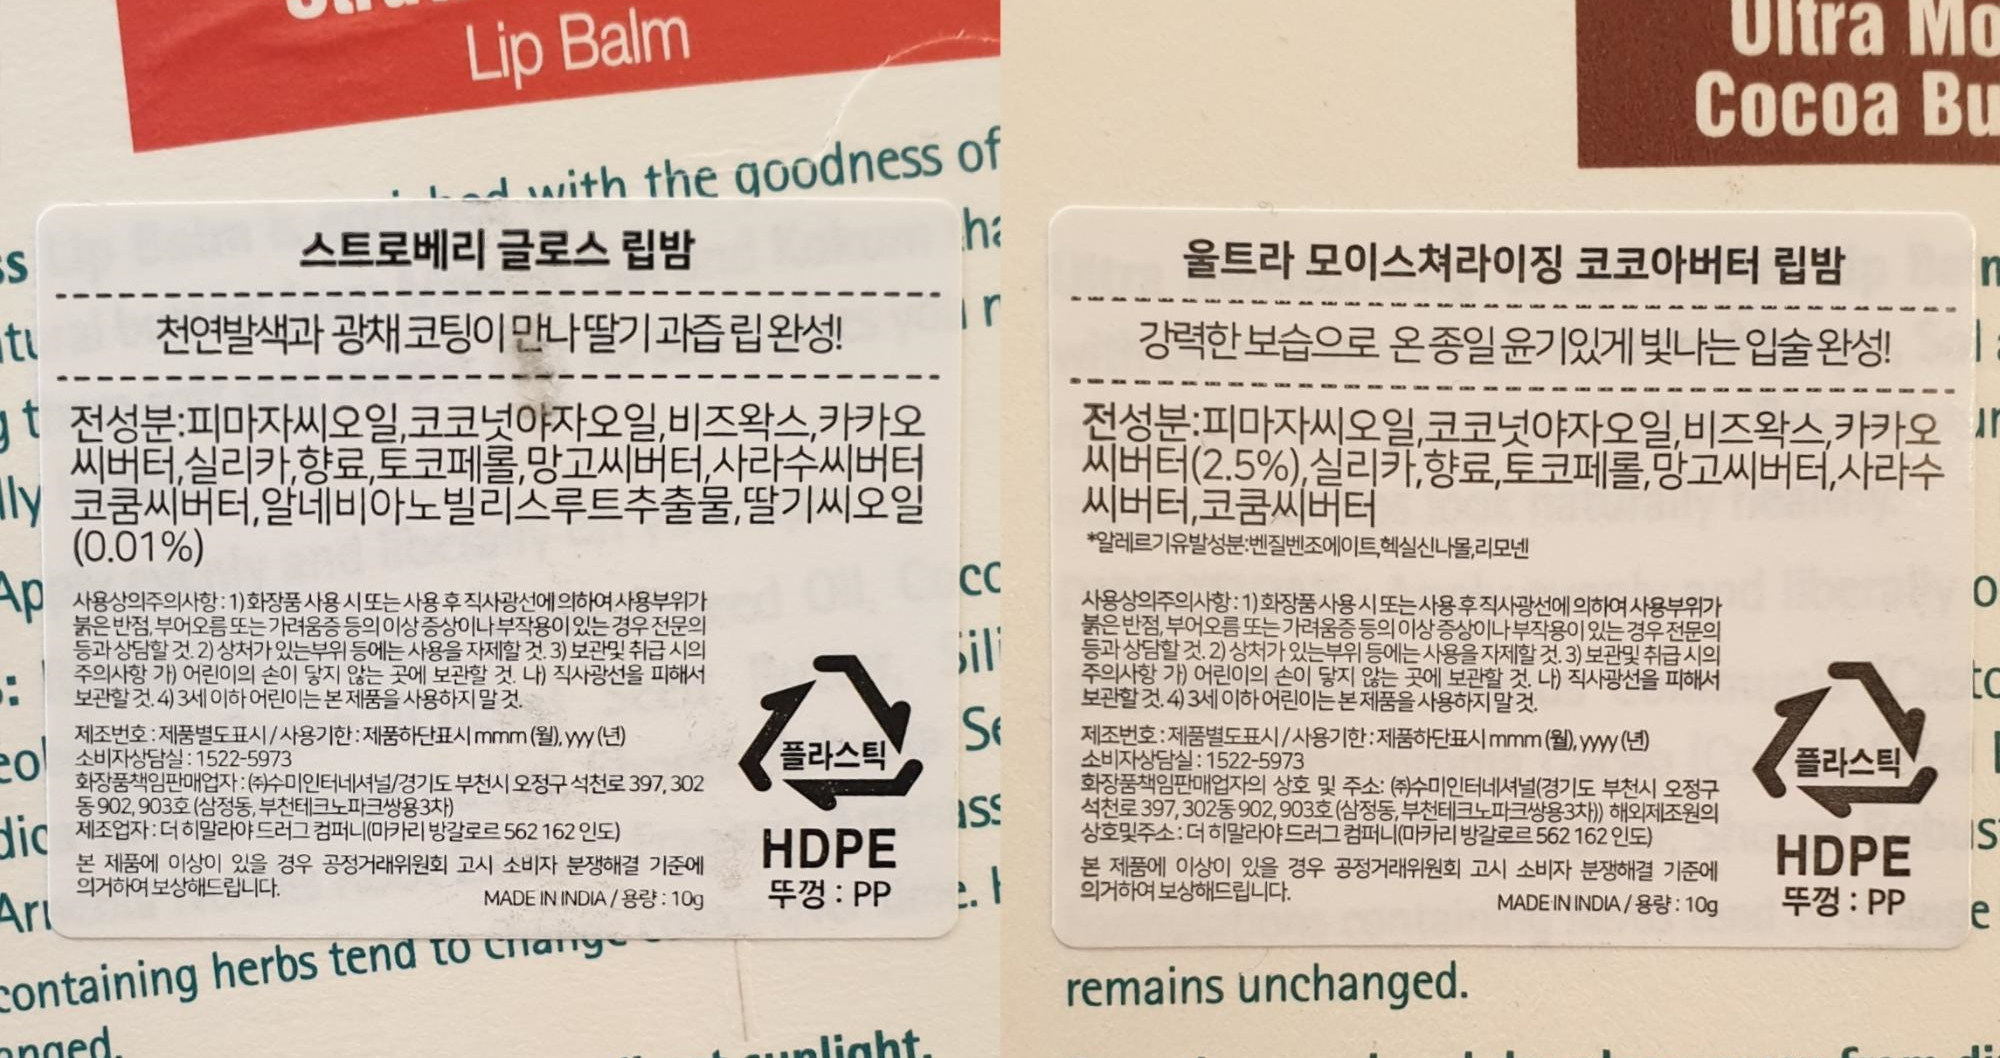 Lip Balm
with the goodness of
스트로베리 글로스 립밤
천연발색과 광채 코팅이 만나 딸기 과즙 립 완성!
전성분:피마자씨오일,코코넛야자오일,비즈왁스,카카오
씨버터,실리카,향료,토코페롤,망고씨버터,사라수씨버터
코쿰씨버터,알네비아노빌리스루트추출물,딸기씨오일
(0.01%)
사용상의주의사항 : 1) 화장품 사용 시 또는 사용 후 직사광선에 의하여 사용부위가
붉은 반점, 부어오름 또는 가려움증 등의 이상 증상이나 부작용이 있는 경우 전문의
등과 상담할 것. 2) 상처가 있는부위 등에는 사용을 자제할 것. 3) 보관및 취급 시의
주의사항 가) 어린이의 손이 닿지 않는 곳에 보관할 것. 나) 직사광선을 피해서
보관할 것. 4) 3세 이하 어린이는 본 제품을 사용하지 말 것.
제조번호 : 제품별도표시 / 사용기한 : 제품하단표시 mmm (월), yyy (년)
소비자상담실 : 1522-5973
화장품책임판매업자 : ㈜수미인터네셔널/경기도 부천시 오정구 석천로 397, 302
동 902, 903호 (삼정동, 부천테크노파크쌍용3차)
제조업자 : 더 히말라야 드러그 컴퍼니(마카리 방갈로르 562 162 인도)
본 제품에 이상이 있을 경우 공정거래위원회 고시 소비자 분쟁해결 기준에
의거하여 보상해드립니다.
MADE IN INDIA / 용량 : 10g
플라스틱
HDPE
뚜껑 : PP
containing herbs tend to change
sunlight.
Ultra Mo
Cocoa Bu
울트라 모이스쳐라이징 코코아버터 립밤
강력한 보습으로 온 종일 윤기있게 빛나는 입술 완성!
전성분:피마자씨오일,코코넛야자오일,비즈왁스,카카오
씨버터(2.5%),실리카,향료,토코페롤,망고씨버터,사라수
씨버터,코쿰씨버터
*알레르기유발성분:벤질벤조에이트,헥실신나몰,리모넨
사용상의주의사항 : 1) 화장품 사용 시 또는 사용 후 직사광선에 의하여 사용부위가
붉은 반점, 부어오름 또는 가려움증 등의 이상 증상이나 부작용이 있는 경우 전문의
등과 상담할 것. 2) 상처가 있는부위 등에는 사용을 자제할 것. 3) 보관및 취급 시의
주의사항 가) 어린이의 손이 닿지 않는 곳에 보관할 것. 나) 직사광선을 피해서
보관할 것. 4) 3세 이하 어린이는 본 제품을 사용하지 말 것.
제조번호 : 제품별도표시 / 사용기한 : 제품하단표시 mmm (월), yyyy (년)
소비자상담실 : 1522-5973
화장품책임판매업자의 상호 및 주소: ㈜수미인터네셔널(경기도 부천시 오정구
석천로 397, 302동 902, 903호 (삼정동, 부천테크노파크쌍용3차)) 해외제조원의
상호및주소 : 더 히말라야 드러그 컴퍼니(마카리 방갈로르 562 162 인도)
본 제품에 이상이 있을 경우 공정거래위원회 고시 소비자 분쟁해결 기준에
의거하여 보상해드립니다.
MADE IN INDIA / 용량 : 10g
플라스틱
HDPE
뚜껑 : PP
remains unchanged.